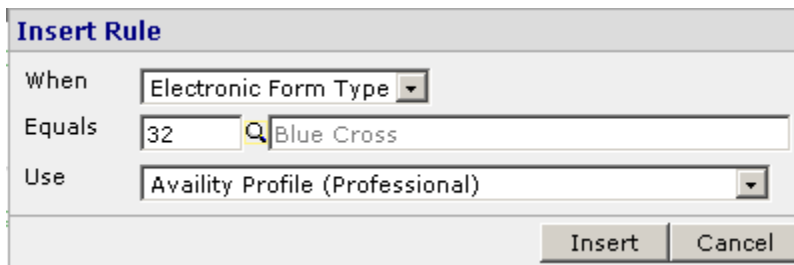 Insert Rule
When Electronic Form Type
Equals 32 Blue Cross
Use Availity Profile (Professional)
Insert Cancel